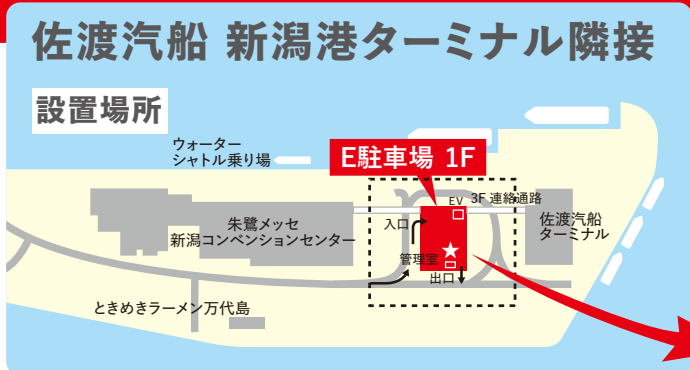 佐渡汽船 新潟港ターミナル隣接
設置場所
ウォーター
シャトル乗り場
E駐車場 1F
EV
3F 連絡通路
朱鷺メッセ
新潟コンベンションセンター
入口
佐渡汽船
ターミナル
管理室
出口
ときめきラーメン万代島